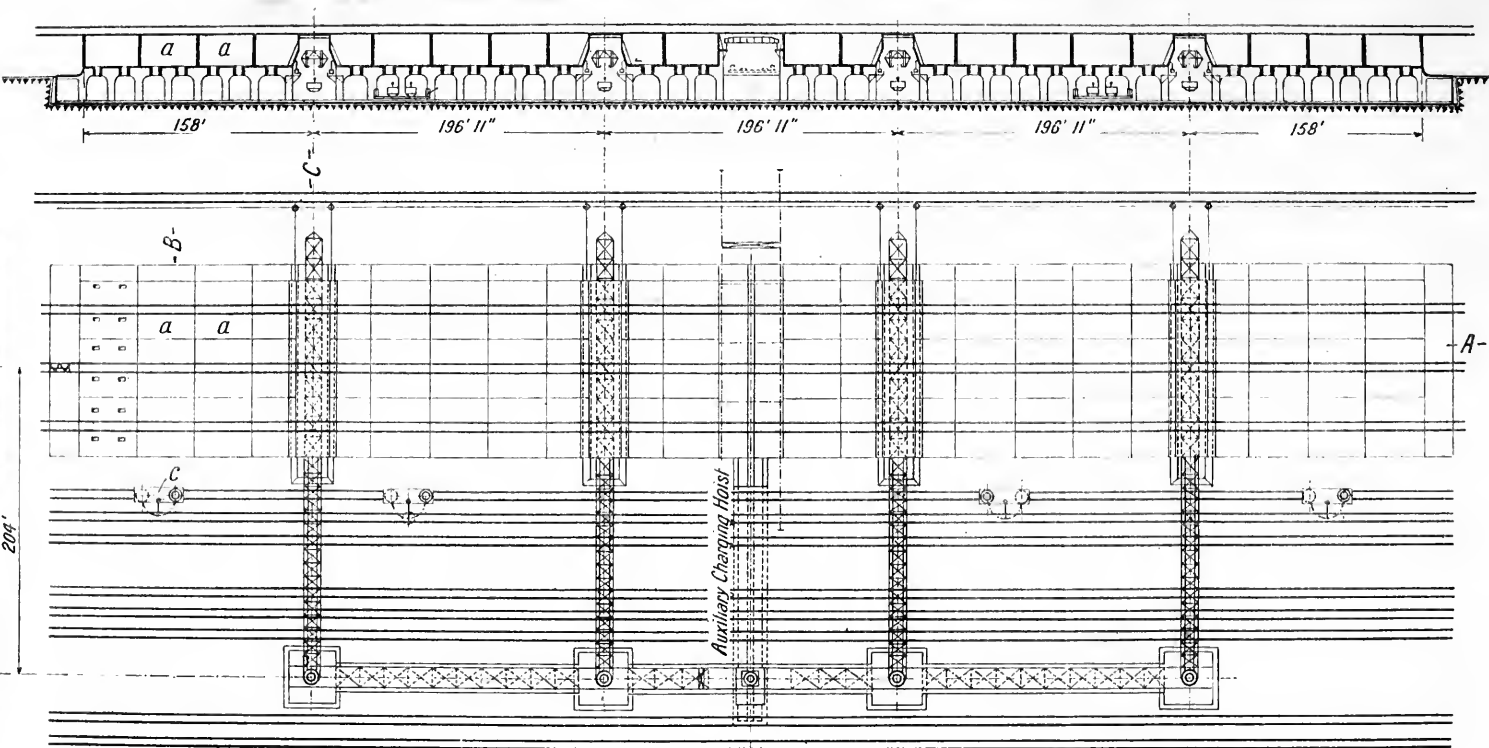 a a
158' 196' 11" 196' 11" 196' 11" 158'
-C-
-B-
a a
-A-
C
204'
Auxiliary Charging Hoist